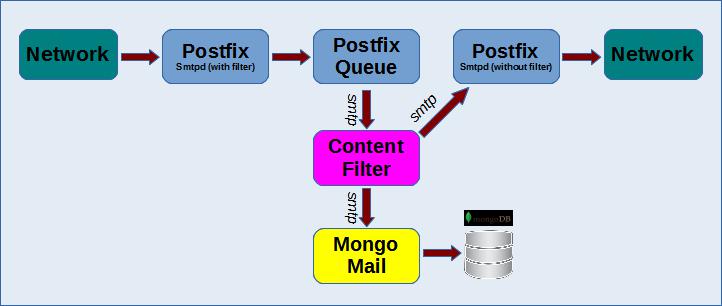 Network
Postfix
Smtpd (with filter)
Postfix
Queue
Postfix
Smtpd (without filter)
Network
smtp
smtp
Content
Filter
smtp
Mongo
Mail
mongoDB